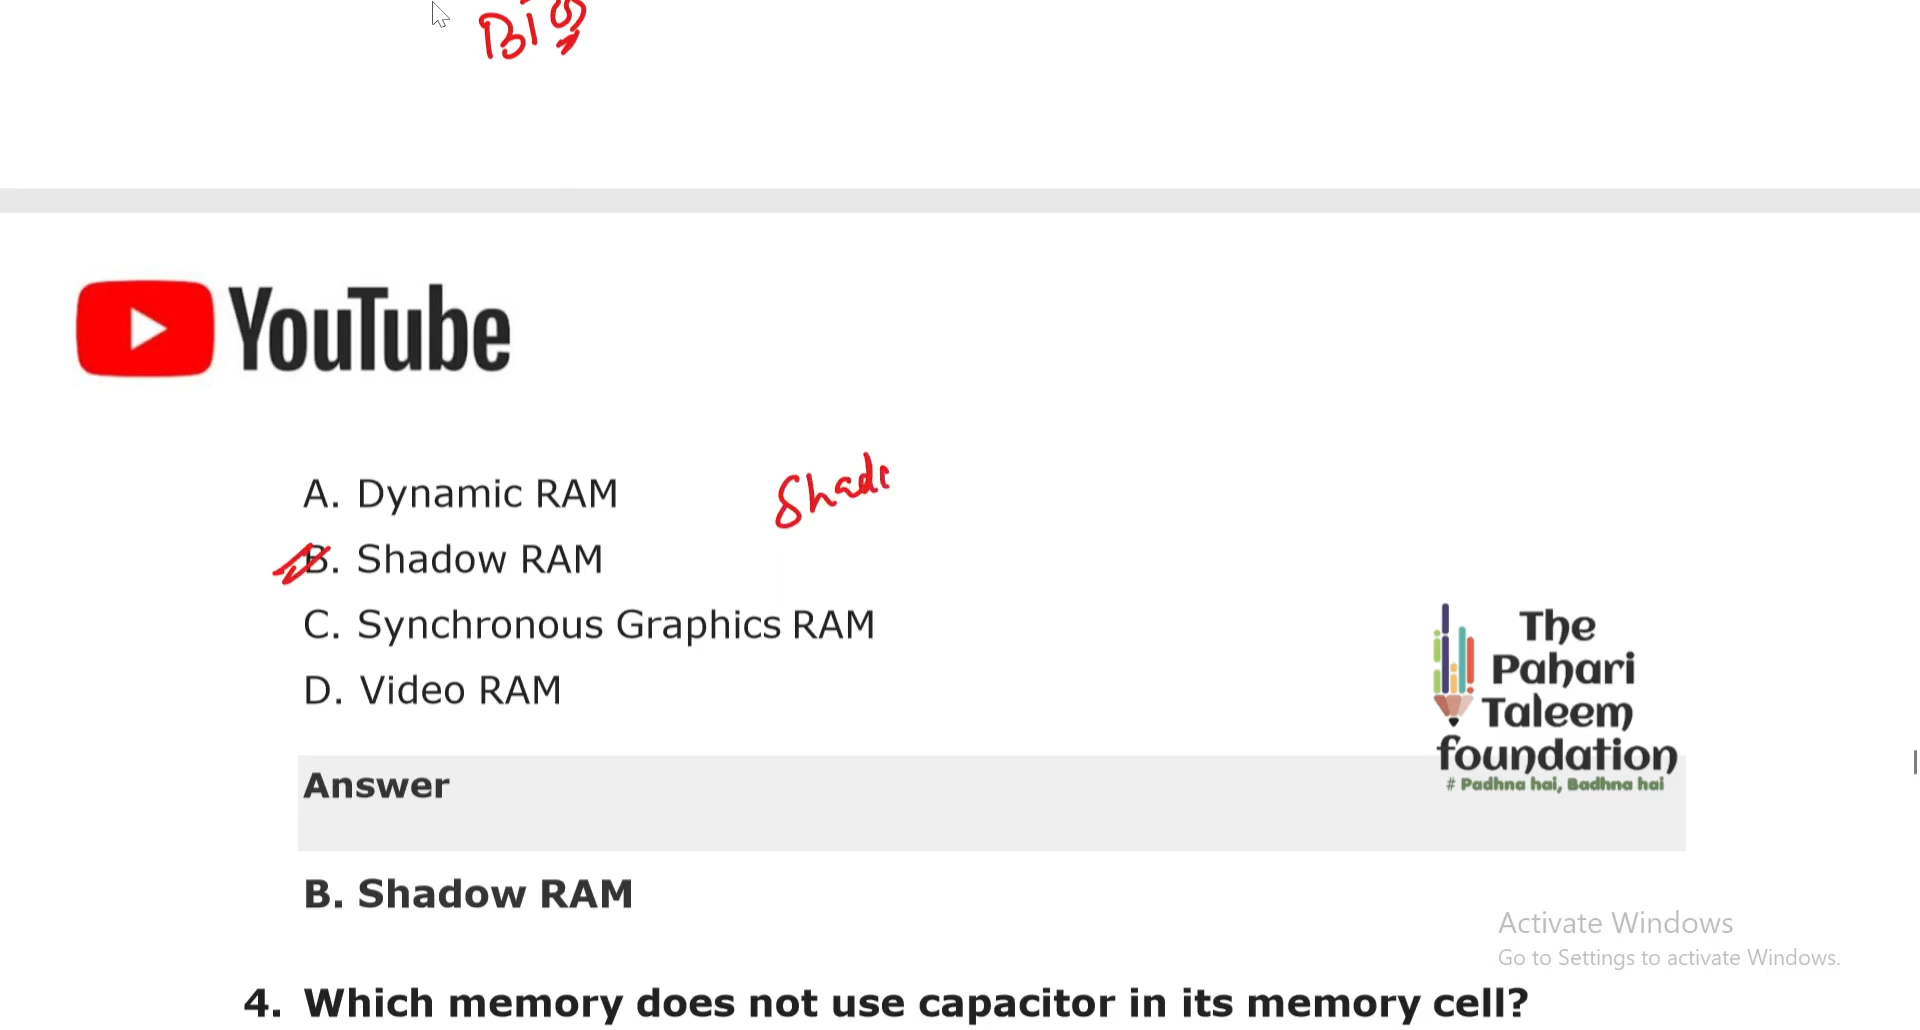 YouTube
A. Dynamic RAM
Shad
B. Shadow RAM
C. Synchronous Graphics RAM
D. Video RAM
The
Pahari
Taleem
foundation
# Padhna hai, Badhna hai
Answer
B. Shadow RAM
Activate Windows
Go to Settings to activate Windows.
4. Which memory does not use capacitor in its memory cell?